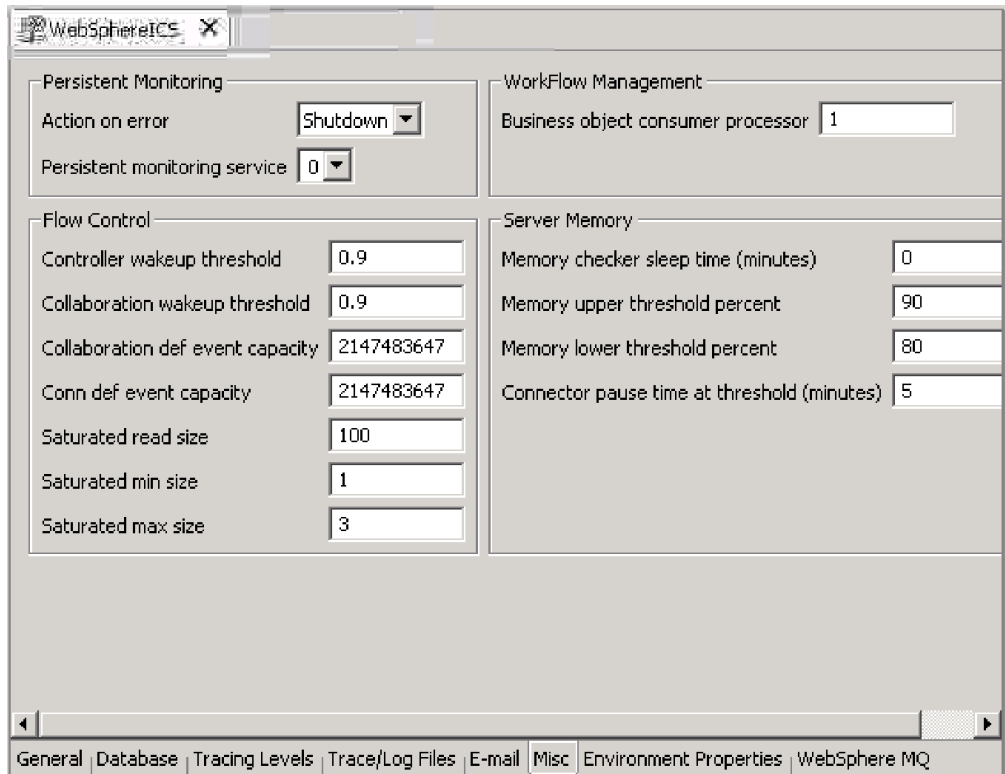 WebSphereICS
Persistent Monitoring
Action on error Shutdown
Persistent monitoring service 0
WorkFlow Management
Business object consumer processor 1
Flow Control
Controller wakeup threshold 0.9
Collaboration wakeup threshold 0.9
Collaboration def event capacity 2147483647
Conn def event capacity 2147483647
Saturated read size 100
Saturated min size 1
Saturated max size 3
Server Memory
Memory checker sleep time (minutes) 0
Memory upper threshold percent 90
Memory lower threshold percent 80
Connector pause time at threshold (minutes) 5
General Database Tracing Levels Trace/Log Files E-mail Misc Environment Properties WebSphere MQ